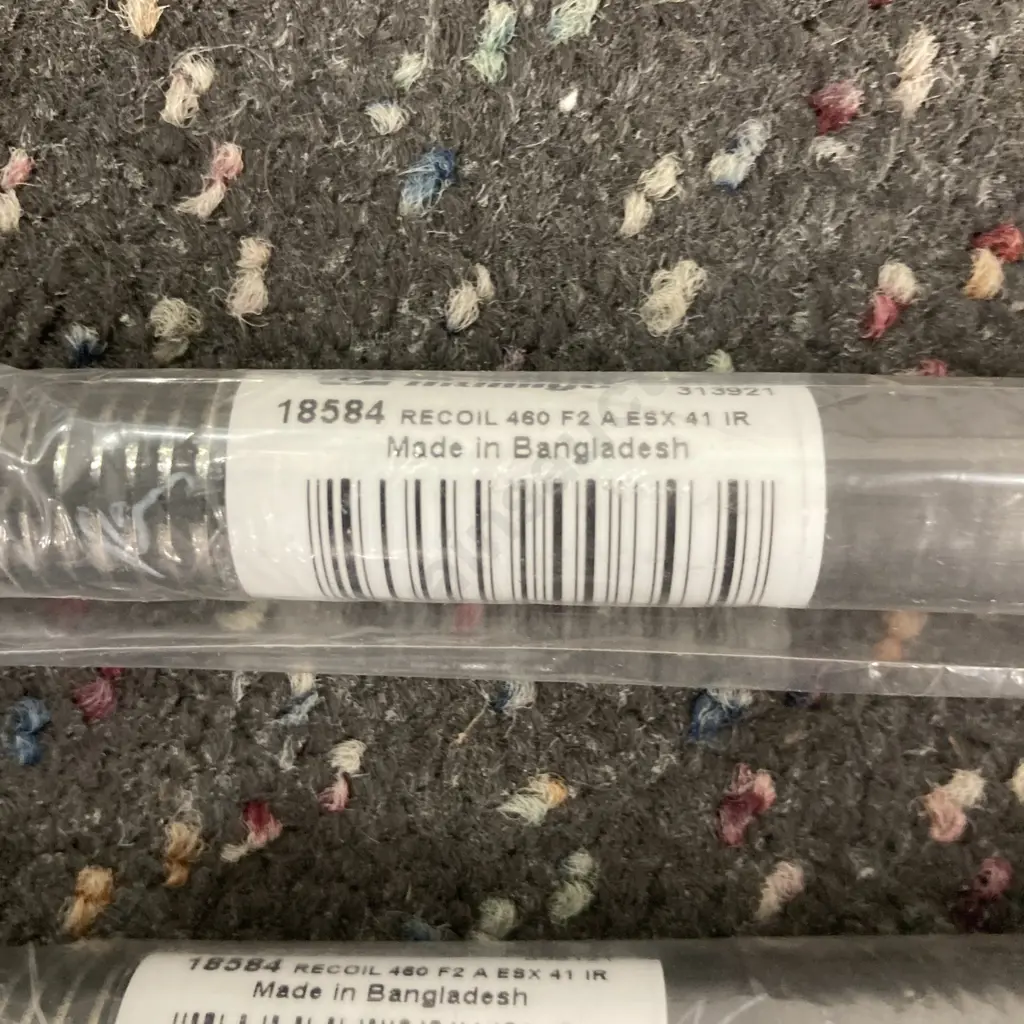 313921
18584 RECOIL 460 F2 A ESX 41 IR
Made in Bangladesh
18584 RECOIL 460 F2 A ESX 41 IR
Made in Bangladesh